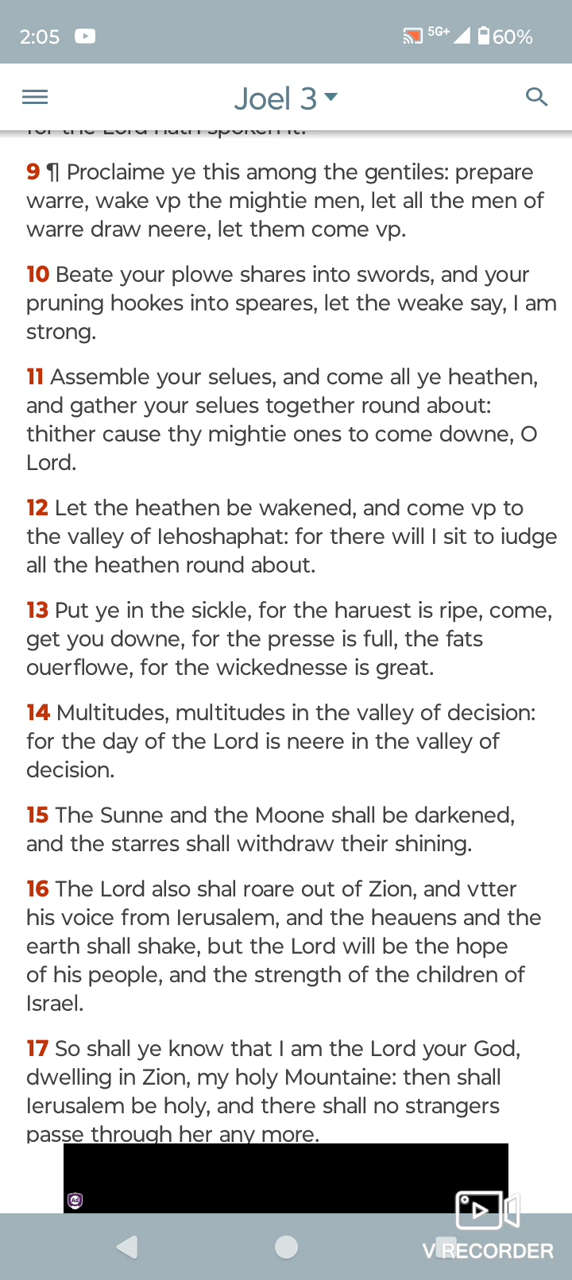 2:05
5G+
60%
Joel 3
for the Lord hath spoken it.
9 ¶ Proclaime ye this among the gentiles: prepare
warre, wake vp the mightie men, let all the men of
warre draw neere, let them come vp.
10 Beate your plowe shares into swords, and your
pruning hookes into speares, let the weake say, I am
strong.
11 Assemble your selues, and come all ye heathen,
and gather your selues together round about:
thither cause thy mightie ones to come downe, O
Lord.
12 Let the heathen be wakened, and come vp to
the valley of Iehoshaphat: for there will I sit to iudge
all the heathen round about.
13 Put ye in the sickle, for the haruest is ripe, come,
get you downe, for the presse is full, the fats
ouerflowe, for the wickednesse is great.
14 Multitudes, multitudes in the valley of decision:
for the day of the Lord is neere in the valley of
decision.
15 The Sunne and the Moone shall be darkened,
and the starres shall withdraw their shining.
16 The Lord also shal roare out of Zion, and vtter
his voice from Ierusalem, and the heauens and the
earth shall shake, but the Lord will be the hope
of his people, and the strength of the children of
Israel.
17 So shall ye know that I am the Lord your God,
dwelling in Zion, my holy Mountaine: then shall
Ierusalem be holy, and there shall no strangers
passe through her any more.
Ad
V RECORDER